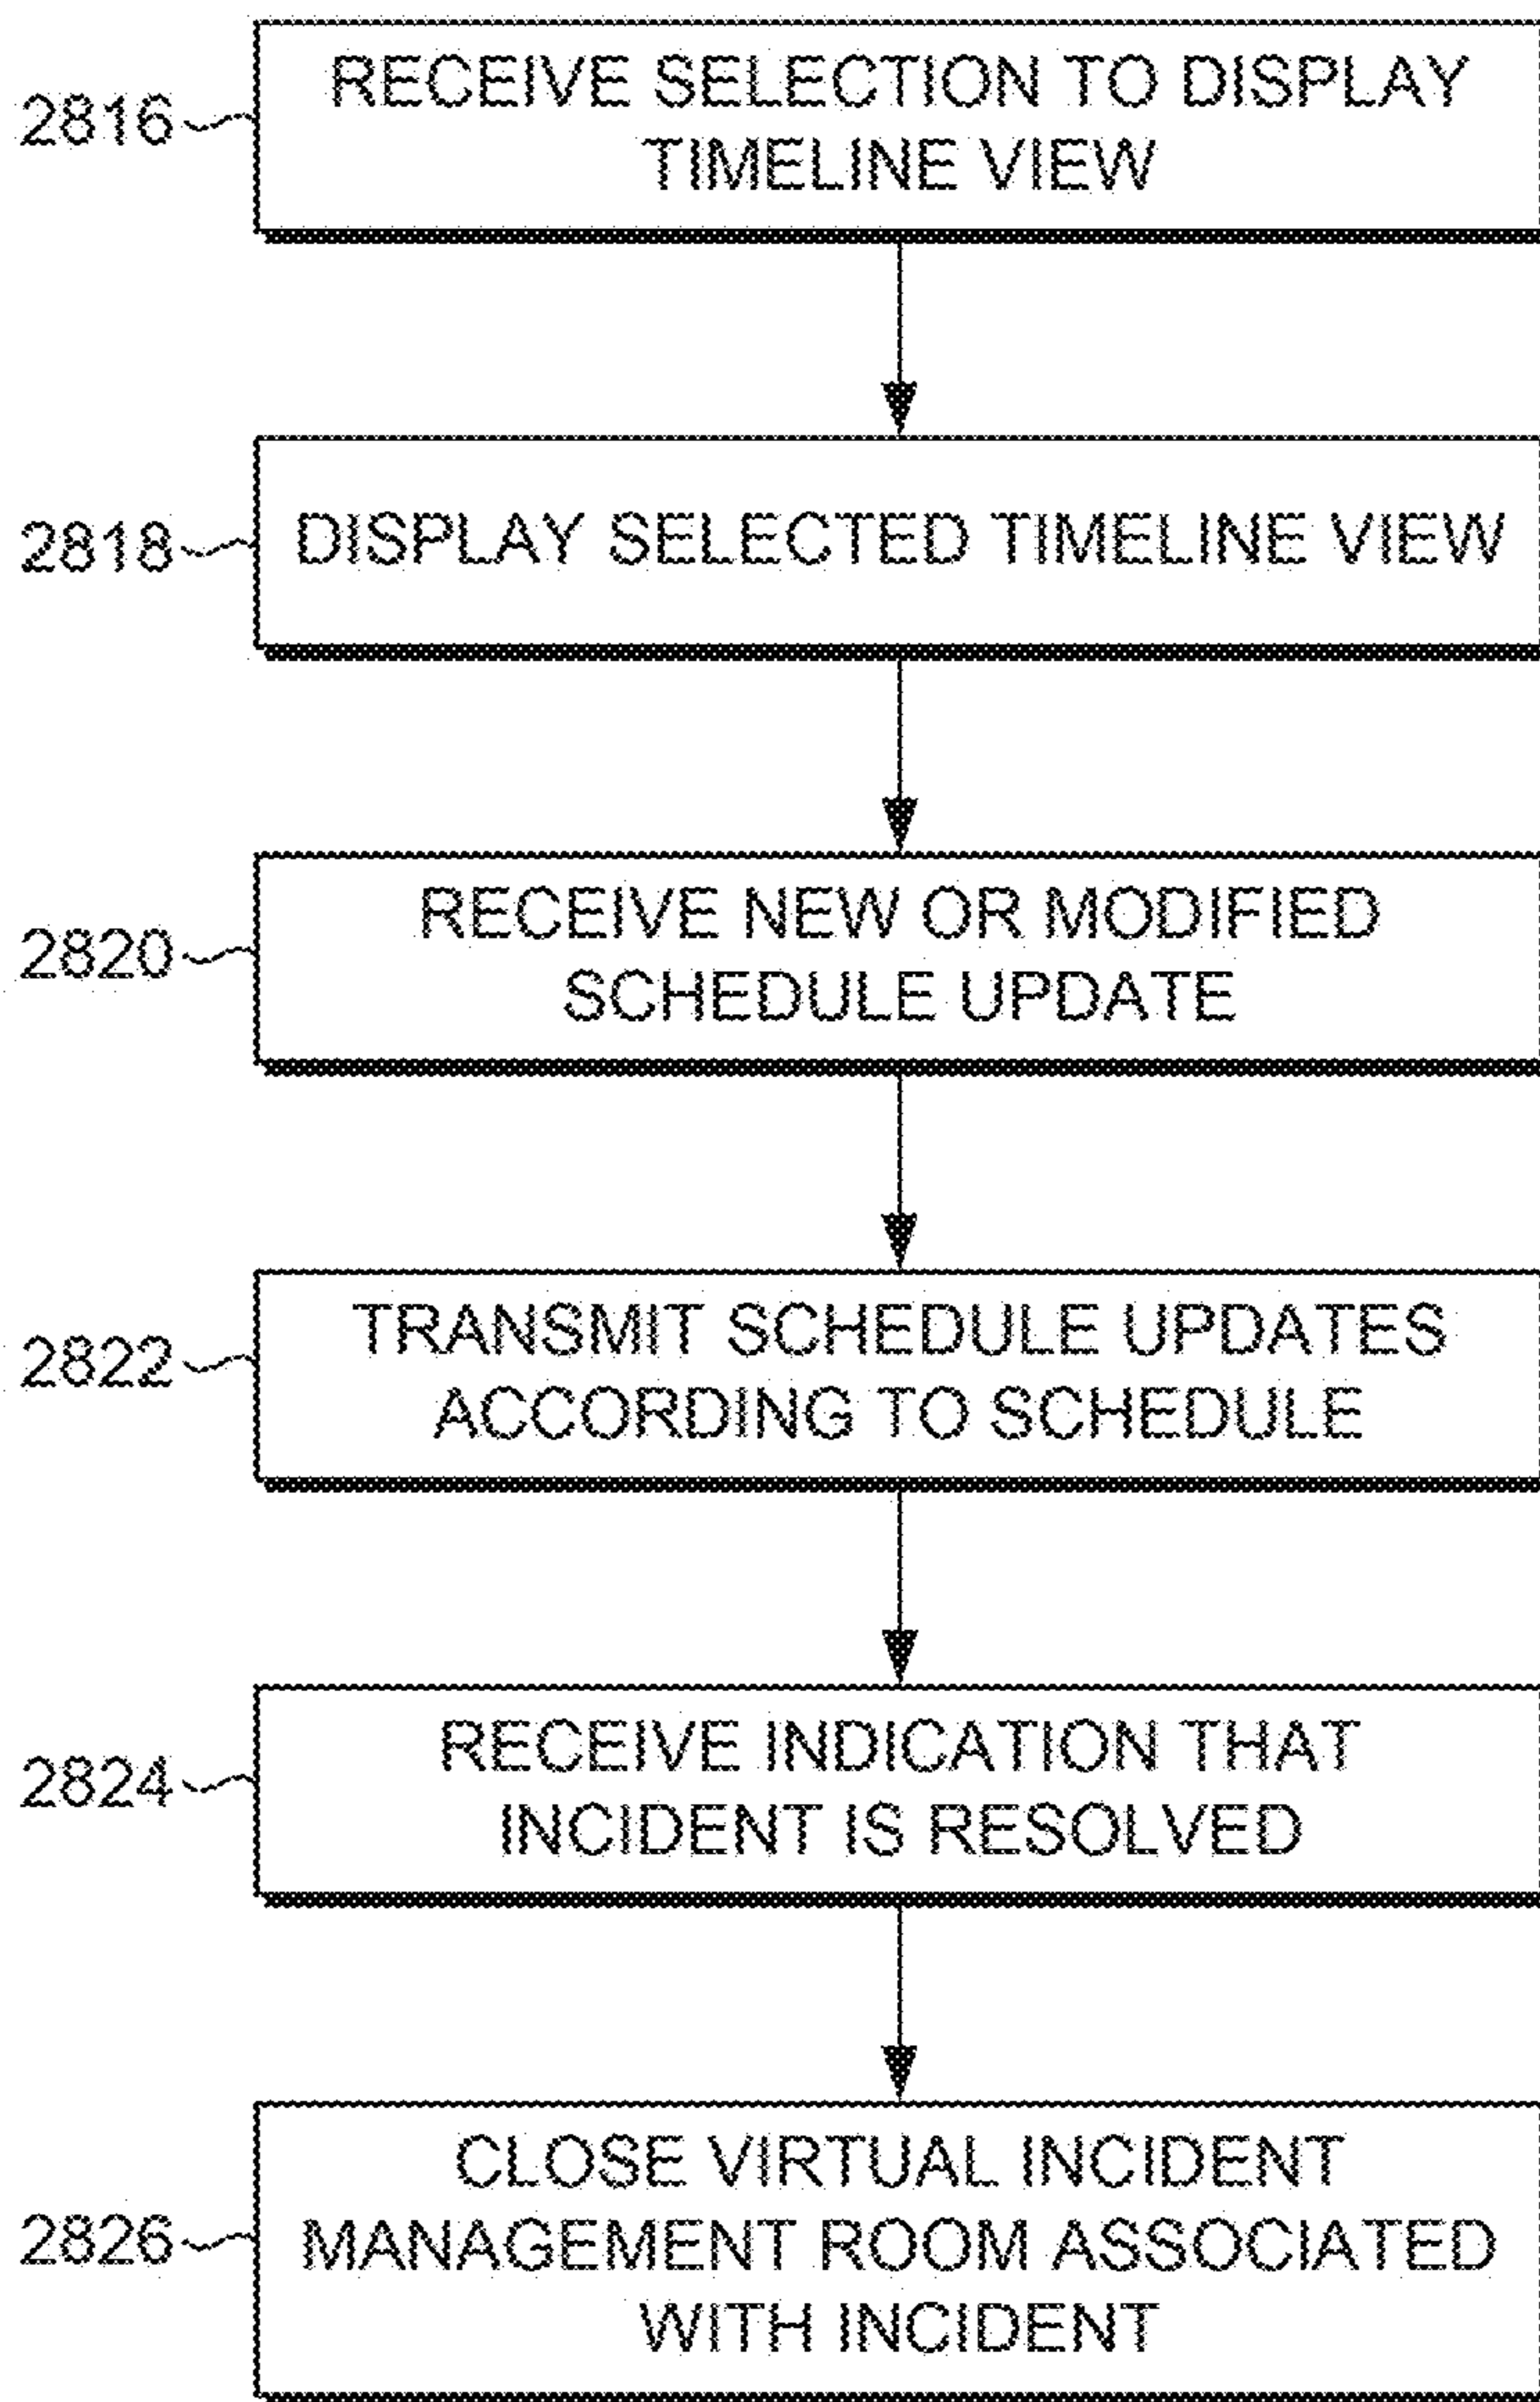 2816
RECEIVE SELECTION TO DISPLAY
TIMELINE VIEW
2818
DISPLAY SELECTED TIMELINE VIEW
2820
RECEIVE NEW OR MODIFIED
SCHEDULE UPDATE
2822
TRANSMIT SCHEDULE UPDATES
ACCORDING TO SCHEDULE
2824
RECEIVE INDICATION THAT
INCIDENT IS RESOLVED
2826
CLOSE VIRTUAL INCIDENT
MANAGEMENT ROOM ASSOCIATED
WITH INCIDENT